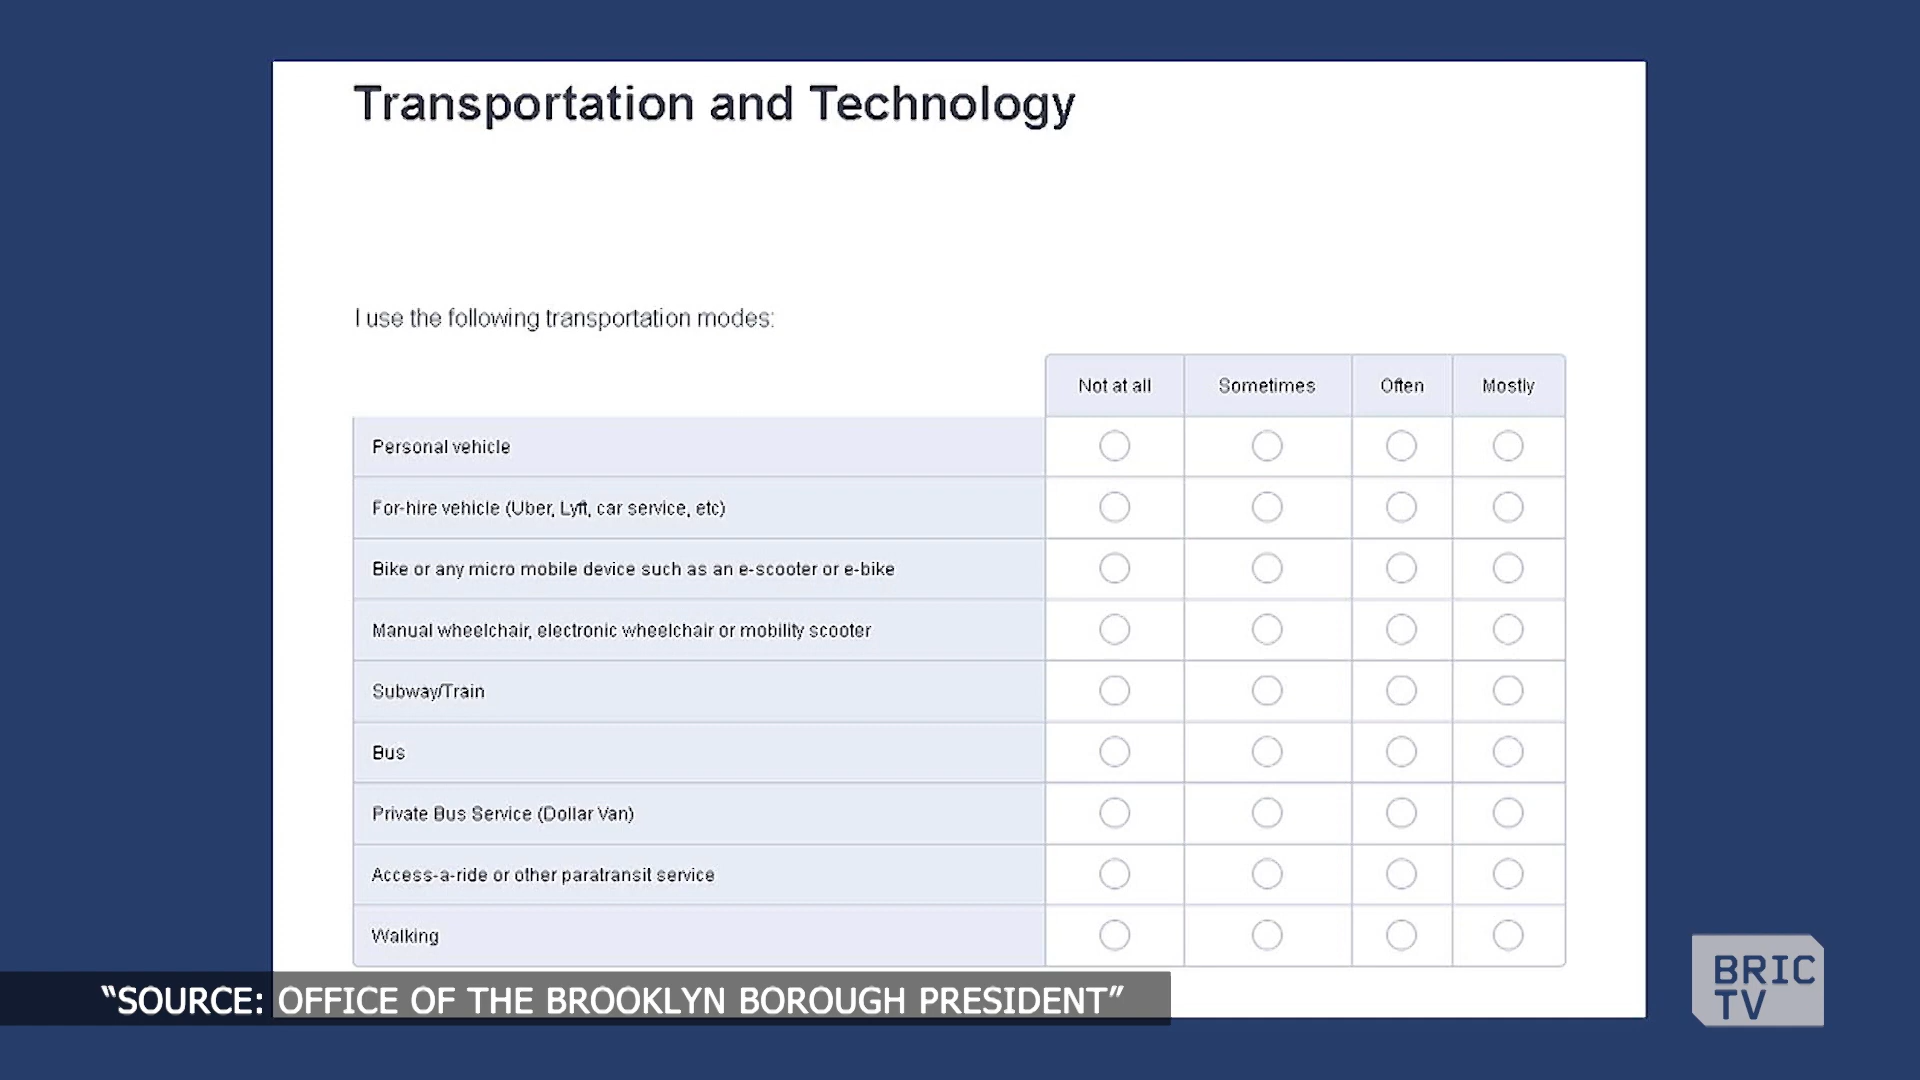 Transportation and Technology
I use the following transportation modes:
Not at all Sometimes Often Mostly
Personal vehicle
For-hire vehicle (Uber, Lyft, car service, etc)
Bike or any micro mobile device such as an e-scooter or e-bike
Manual wheelchair, electronic wheelchair or mobility scooter
Subway/Train
Bus
Private Bus Service (Dollar Van)
Access-a-ride or other paratransit service
Walking
“SOURCE: OFFICE OF THE BROOKLYN BOROUGH PRESIDENT”
BRIC
TV